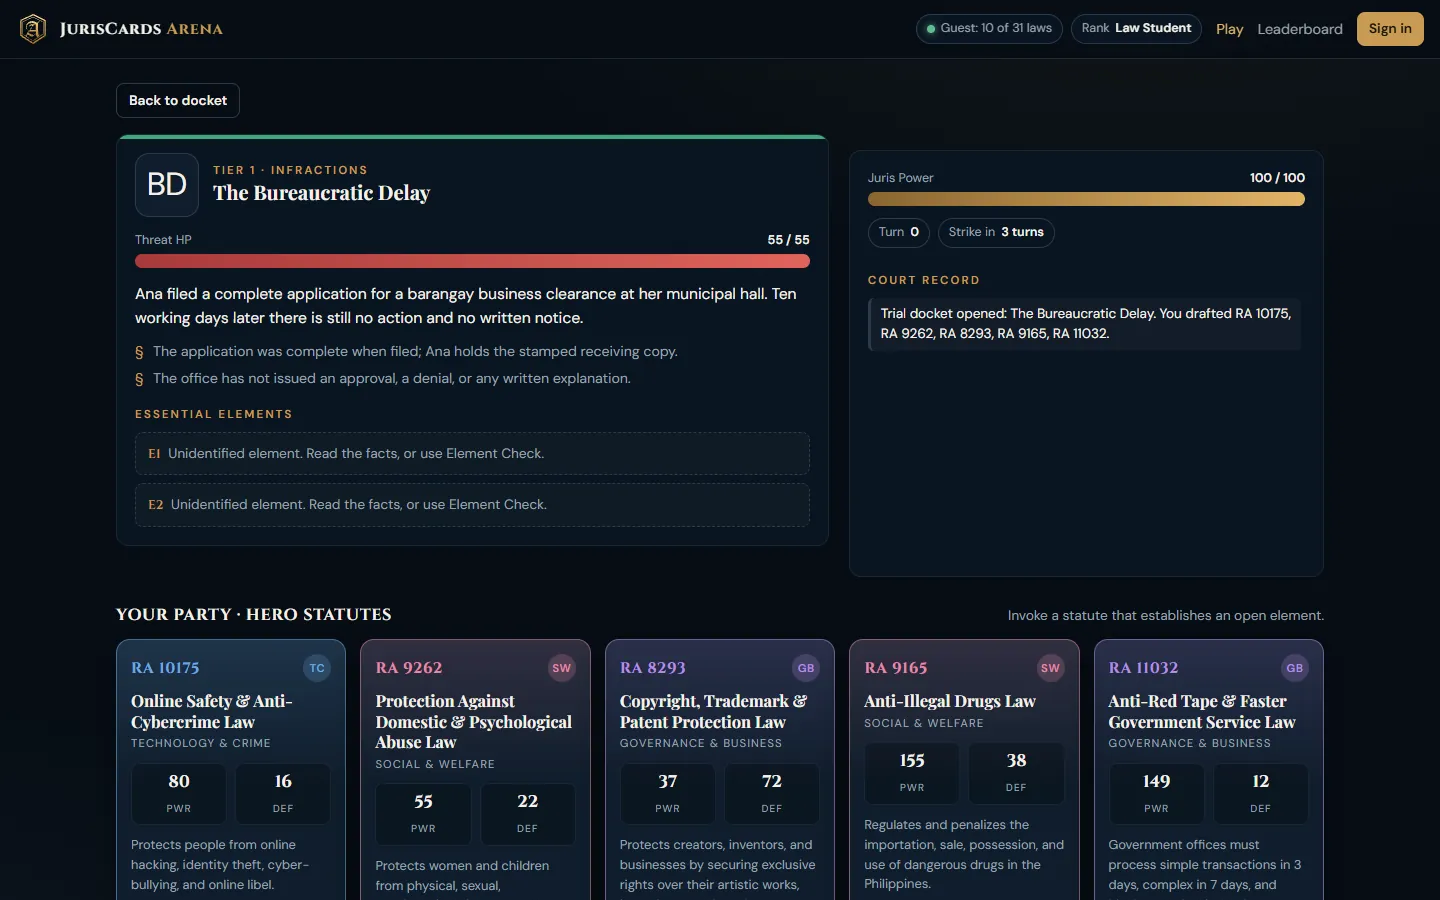 JURISCARDS ARENA
Guest: 10 of 31 laws
Rank Law Student
Play
Leaderboard
Sign in
Back to docket
BD
TIER 1 · INFRACTIONS
The Bureaucratic Delay
Threat HP
55 / 55
Ana filed a complete application for a barangay business clearance at her municipal hall. Ten
working days later there is still no action and no written notice.
§ The application was complete when filed; Ana holds the stamped receiving copy.
§ The office has not issued an approval, a denial, or any written explanation.
ESSENTIAL ELEMENTS
E1 Unidentified element. Read the facts, or use Element Check.
E2 Unidentified element. Read the facts, or use Element Check.
Juris Power
100 / 100
Turn 0
Strike in 3 turns
COURT RECORD
Trial docket opened: The Bureaucratic Delay. You drafted RA 10175,
RA 9262, RA 8293, RA 9165, RA 11032.
YOUR PARTY · HERO STATUTES
Invoke a statute that establishes an open element.
RA 10175
TC
Online Safety & Anti-
Cybercrime Law
TECHNOLOGY & CRIME
80
PWR
16
DEF
Protects people from online
hacking, identity theft, cyber-
bullying, and online libel.
RA 9262
SW
Protection Against
Domestic & Psychological
Abuse Law
SOCIAL & WELFARE
55
PWR
22
DEF
Protects women and children
from physical, sexual,
RA 8293
GB
Copyright, Trademark &
Patent Protection Law
GOVERNANCE & BUSINESS
37
PWR
72
DEF
Protects creators, inventors, and
businesses by securing exclusive
rights over their artistic works,
RA 9165
SW
Anti-Illegal Drugs Law
SOCIAL & WELFARE
155
PWR
38
DEF
Regulates and penalizes the
importation, sale, possession, and
use of dangerous drugs in the
Philippines.
RA 11032
GB
Anti-Red Tape & Faster
Government Service Law
GOVERNANCE & BUSINESS
149
PWR
12
DEF
Government offices must
process simple transactions in 3
days, complex in 7 days, and